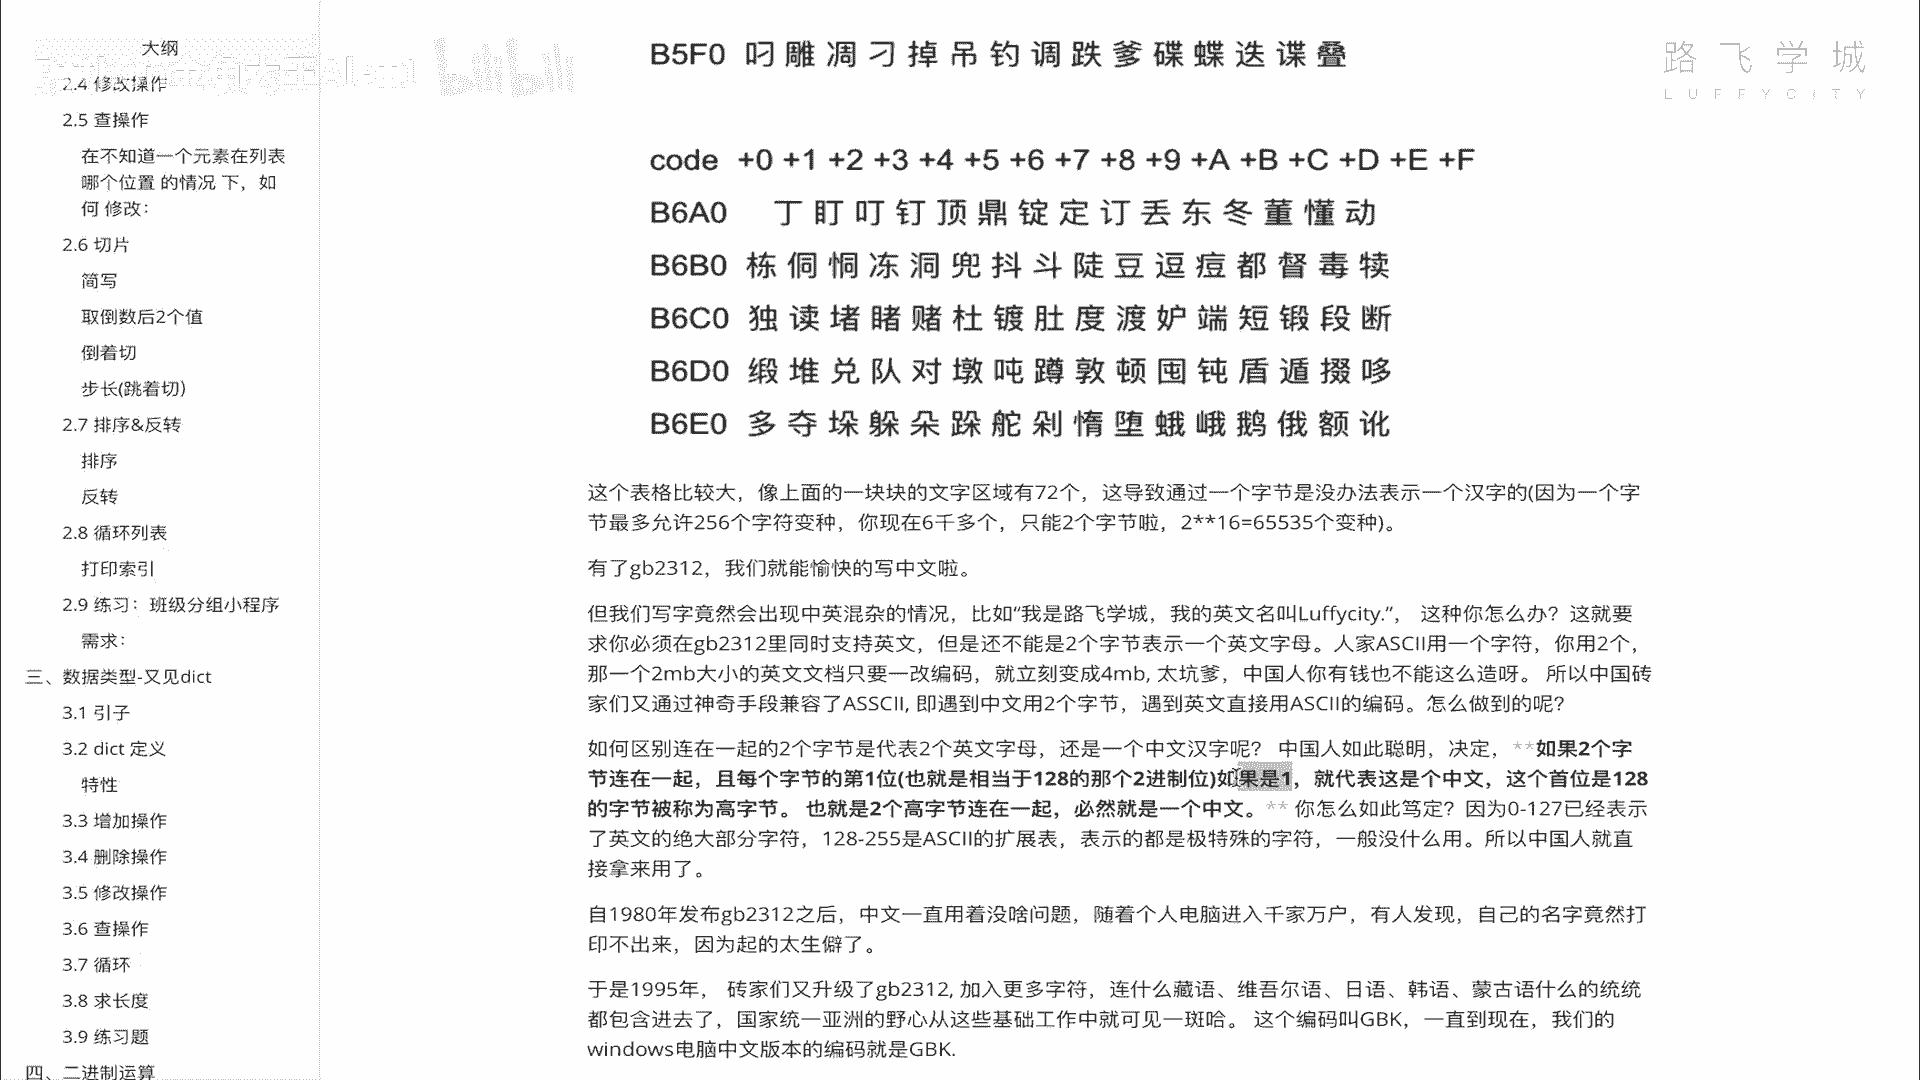 大纲
2.4 修改操作
2.5 查操作
在不知道一个元素在列表
哪个位置 的情况 下，如
何 修改：
2.6 切片
简写
取倒数后2个值
倒着切
步长(跳着切)
2.7 排序&反转
排序
反转
2.8 循环列表
打印索引
2.9 练习：班级分组小程序
需求：
三、数据类型-又见dict
3.1 引子
3.2 dict 定义
特性
3.3 增加操作
3.4 删除操作
3.5 修改操作
3.6 查操作
3.7 循环
3.8 求长度
3.9 练习题
四、二进制运算
bilibili
路飞学城
LUFFYCITY
B5F0 叼 雕 凋 刁 掉 吊 钓 调 跌 爹 碟 蝶 迭 谍 叠
code +0 +1 +2 +3 +4 +5 +6 +7 +8 +9 +A +B +C +D +E +F
B6A0 丁 盯 叮 钉 顶 鼎 锭 定 订 丢 东 冬 董 懂 动
B6B0 栋 侗 恫 冻 洞 兜 抖 斗 陡 豆 逗 痘 都 督 毒 犊
B6C0 独 读 堵 睹 赌 杜 镀 肚 度 渡 妒 端 短 锻 段 断
B6D0 缎 堆 兑 队 对 墩 吨 蹲 敦 顿 囤 钝 盾 遁 掇 哆
B6E0 多 夺 垛 躲 朵 跺 舵 剁 惰 堕 蛾 峨 鹅 俄 额 讹
这个表格比较大，像上面的一块块的文字区域有72个，这导致通过一个字节是没办法表示一个汉字的(因为一个字
节最多允许256个字符变种，你现在6千多个，只能2个字节啦，2**16=65535个变种)。
有了gb2312，我们就能愉快的写中文啦。
但我们写字竟然会出现中英混杂的情况，比如“我是路飞学城，我的英文名叫Luffycity.”， 这种你怎么办？这就要
求你必须在gb2312里同时支持英文，但是还不能是2个字节表示一个英文字母。人家ASCII用一个字符，你用2个，
那一个2mb大小的英文文档只要一改编码，就立刻变成4mb, 太坑爹，中国人你有钱也不能这么造呀。 所以中国砖
家们又通过神奇手段兼容了ASSCII, 即遇到中文用2个字节，遇到英文直接用ASCII的编码。怎么做到的呢？
如何区别连在一起的2个字节是代表2个英文字母，还是一个中文汉字呢？ 中国人如此聪明，决定，**如果2个字
节连在一起，且每个字节的第1位(也就是相当于128的那个2进制位)如果是1，就代表这是个中文，这个首位是128
的字节被称为高字节。 也就是2个高字节连在一起，必然就是一个中文。** 你怎么如此笃定？因为0-127已经表示
了英文的绝大部分字符，128-255是ASCII的扩展表，表示的都是极特殊的字符，一般没什么用。所以中国人就直
接拿来用了。
自1980年发布gb2312之后，中文一直用着没啥问题，随着个人电脑进入千家万户，有人发现，自己的名字竟然打
印不出来，因为起的太生僻了。
于是1995年， 砖家们又升级了gb2312, 加入更多字符，连什么藏语、维吾尔语、日语、韩语、蒙古语什么的统统
都包含进去了，国家统一亚洲的野心从这些基础工作中就可见一斑哈。 这个编码叫GBK，一直到现在，我们的
windows电脑中文版本的编码就是GBK.